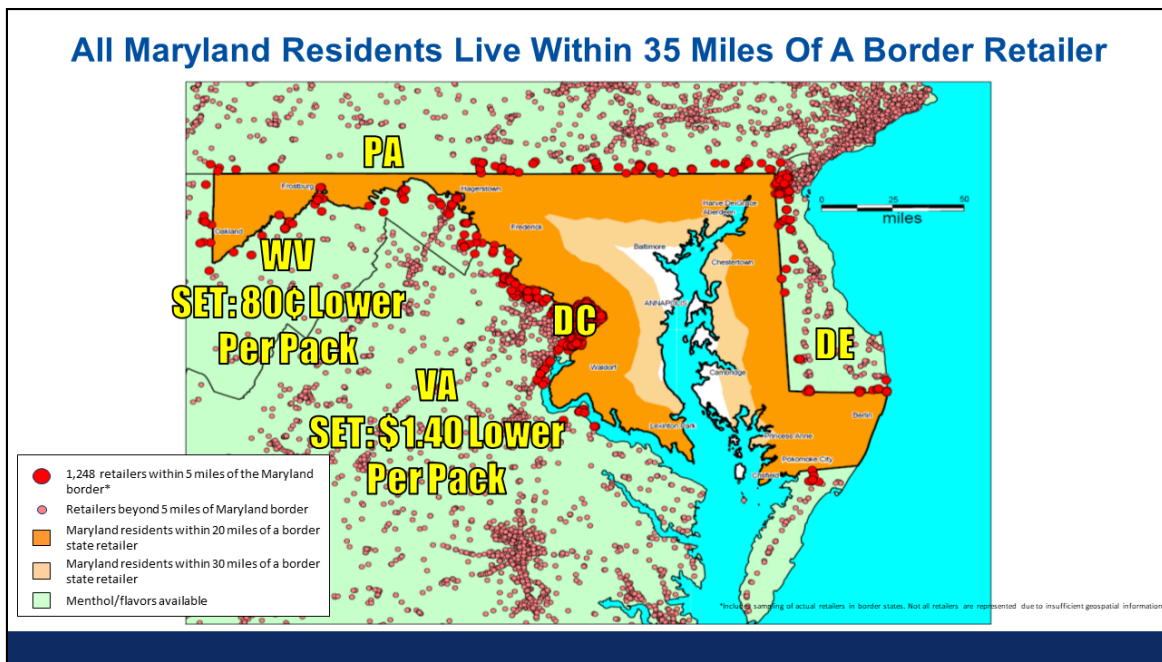 All Maryland Residents Live Within 35 Miles Of A Border Retailer
PA
Frostburg
Hagerstown
Harve DeGrace
Aberdeen
0 25 50
miles
Oakland
Frederick
Baltimore
Chestertown
WV
SET: 80¢ Lower
Per Pack
ANNAPOLIS
DC
DE
Waldorf
Cambridge
VA
SET: $1.40 Lower
Per Pack
Berlin
Lexinton Park
Princess Anne
Pokomoke City
Crisfield
1,248 retailers within 5 miles of the Maryland
border*
Retailers beyond 5 miles of Maryland border
Maryland residents within 20 miles of a border
state retailer
Maryland residents within 30 miles of a border
state retailer
Menthol/flavors available
sampling of actual retailers in border states. Not all retailers are represented due to insufficient geospatial information